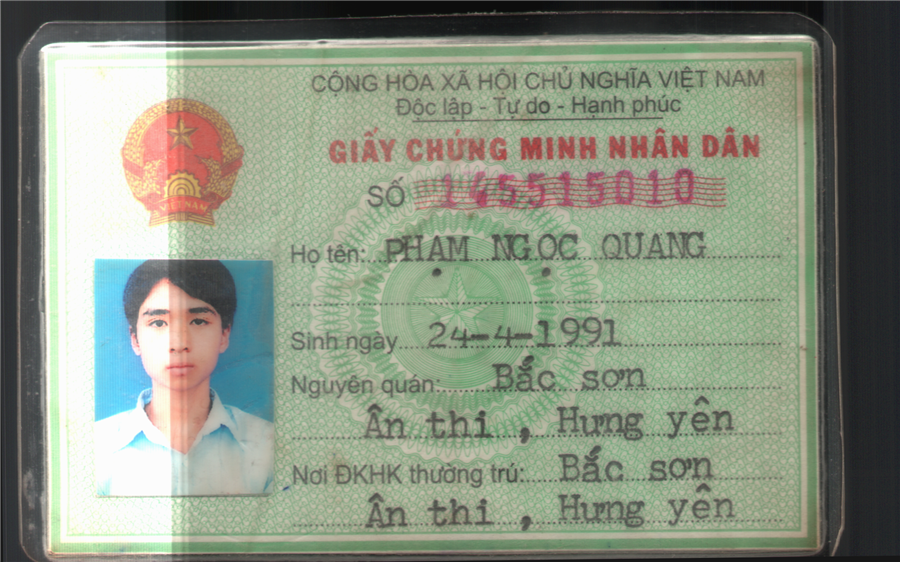 CỘNG HÒA XÃ HỘI CHỦ NGHĨA VIỆT NAM
Độc lập - Tự do - Hạnh phúc
GIẤY CHỨNG MINH NHÂN DÂN
SỐ 145515010
VIỆT NAM
Họ tên: PHẠM NGỌC QUANG
Sinh ngày 24-4-1991
Nguyên quán: Bắc sơn
Ân thi , Hưng yên
Nơi ĐKHK thường trú: Bắc sơn
Ân thi , Hưng yên